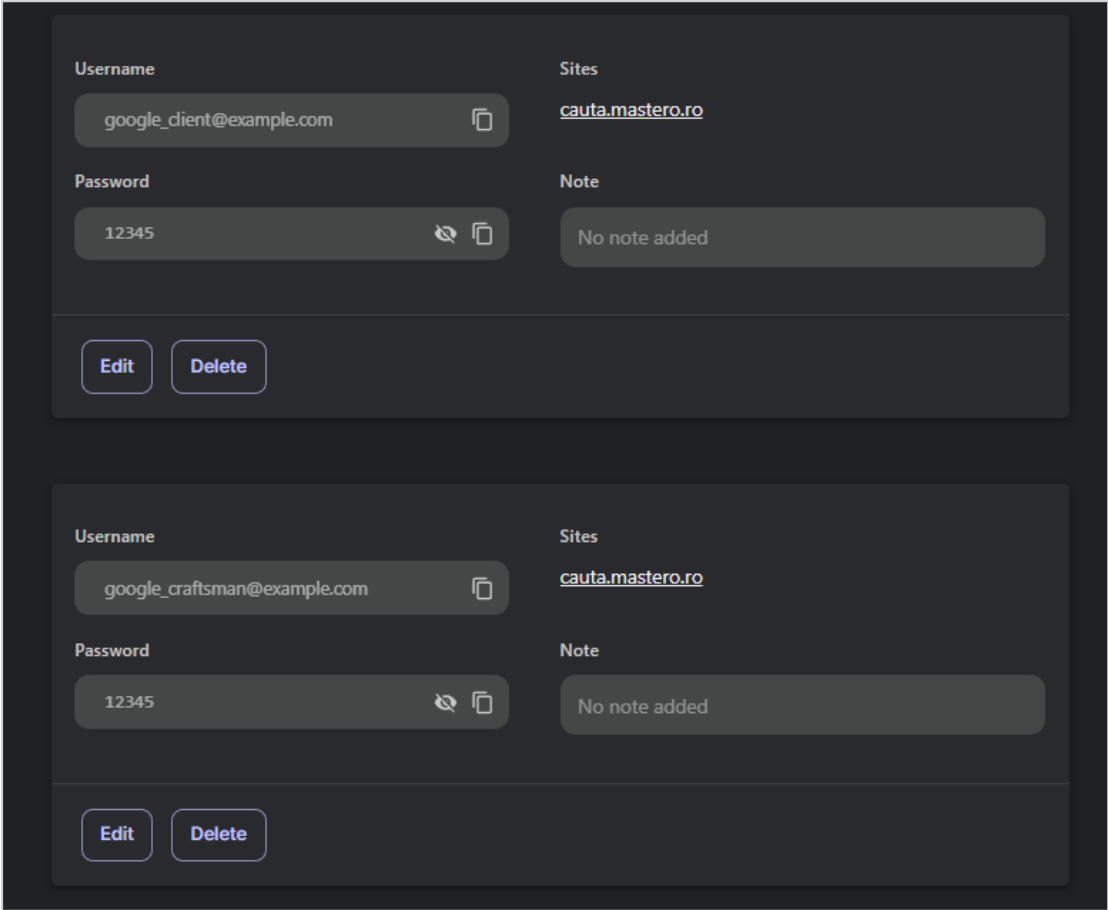 Username
Sites
google_client@example.com
cauta.mastero.ro
Password
Note
12345
No note added
Edit
Delete
Username
Sites
google_craftsman@example.com
cauta.mastero.ro
Password
Note
12345
No note added
Edit
Delete